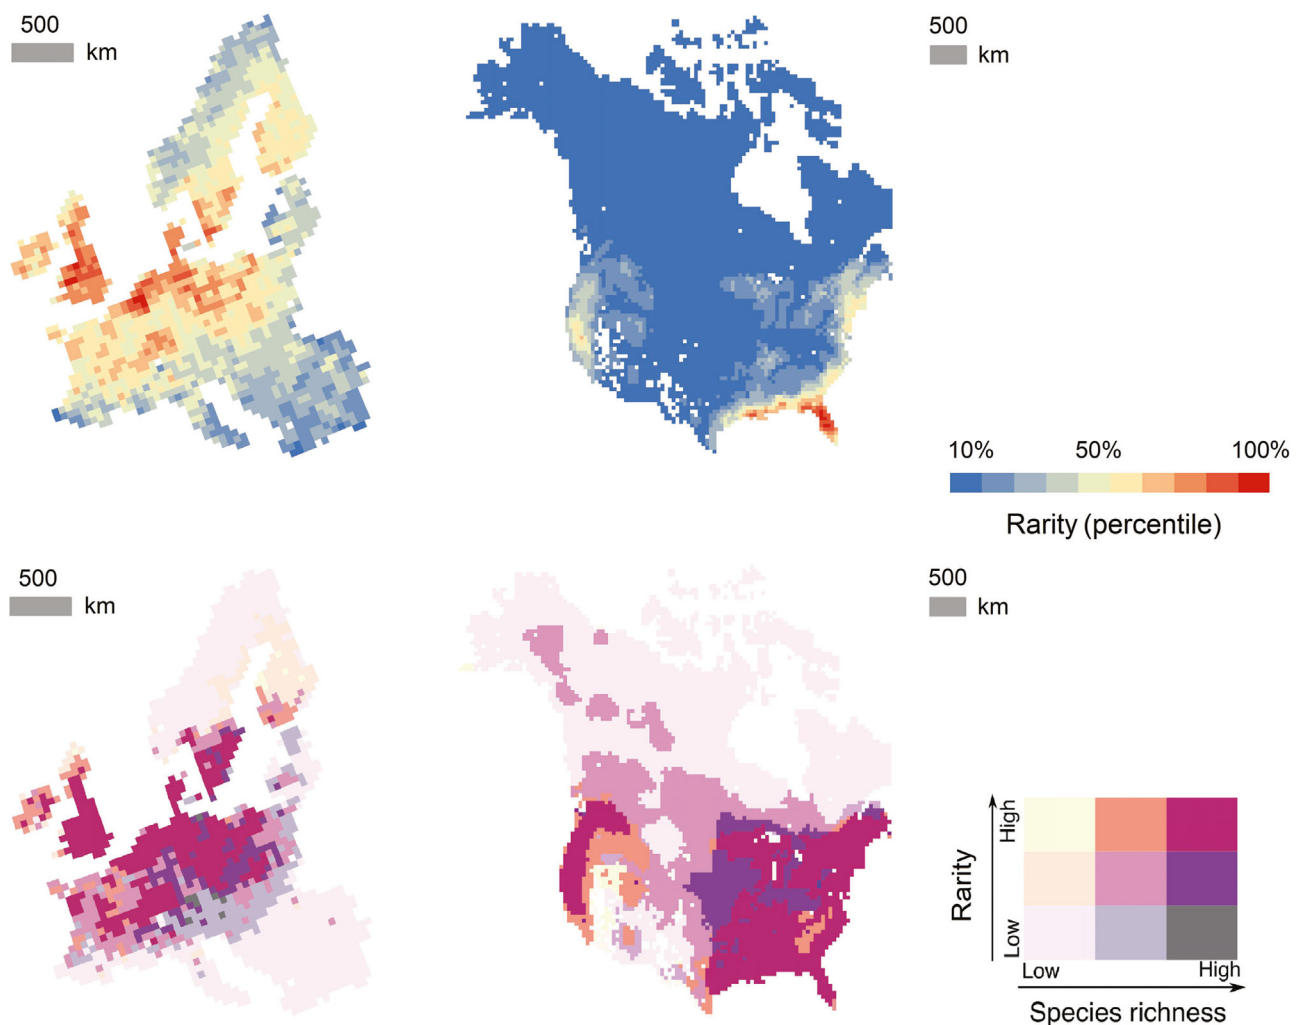 500
km
500
km
10% 50% 100%
Rarity (percentile)
500
km
500
km
High
Rarity
Low
Low High
Species richness